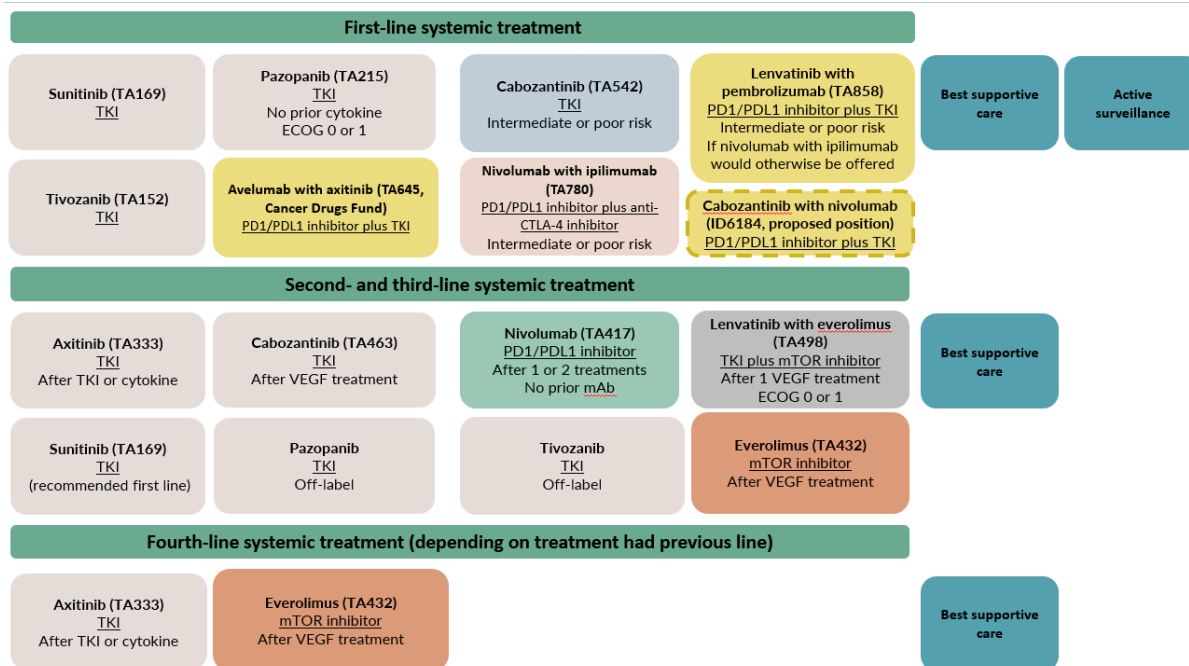 First-line systemic treatment
Sunitinib (TA169)
TKI
Pazopanib (TA215)
TKI
No prior cytokine
ECOG 0 or 1
Cabozantinib (TA542)
TKI
Intermediate or poor risk
Lenvatinib with
pembrolizumab (TA858)
PD1/PDL1 inhibitor plus TKI
Intermediate or poor risk
If nivolumab with ipilimumab
would otherwise be offered
Best supportive
care
Active
surveillance
Tivozanib (TA152)
TKI
Avelumab with axitinib (TA645,
Cancer Drugs Fund)
PD1/PDL1 inhibitor plus TKI
Nivolumab with ipilimumab
(TA780)
PD1/PDL1 inhibitor plus anti-
CTLA-4 inhibitor
Intermediate or poor risk
Cabozantinib with nivolumab
(ID6184, proposed position)
PD1/PDL1 inhibitor plus TKI
Second- and third-line systemic treatment
Axitinib (TA333)
TKI
After TKI or cytokine
Cabozantinib (TA463)
TKI
After VEGF treatment
Nivolumab (TA417)
PD1/PDL1 inhibitor
After 1 or 2 treatments
No prior mAb
Lenvatinib with everolimus
(TA498)
TKI plus mTOR inhibitor
After 1 VEGF treatment
ECOG 0 or 1
Best supportive
care
Sunitinib (TA169)
TKI
(recommended first line)
Pazopanib
TKI
Off-label
Tivozanib
TKI
Off-label
Everolimus (TA432)
mTOR inhibitor
After VEGF treatment
Fourth-line systemic treatment (depending on treatment had previous line)
Axitinib (TA333)
TKI
After TKI or cytokine
Everolimus (TA432)
mTOR inhibitor
After VEGF treatment
Best supportive
care